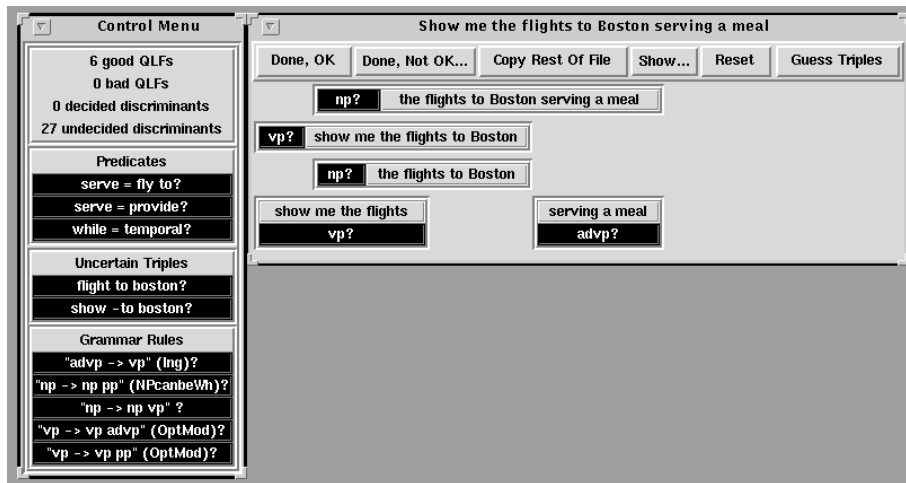 Control Menu
6 good QLFs
0 bad QLFs
0 decided discriminants
27 undecided discriminants
Predicates
serve = fly to?
serve = provide?
while = temporal?
Uncertain Triples
flight to boston?
show -to boston?
Grammar Rules
"advp -> vp" (Ing)?
"np -> np pp" (NPcanbeWh)?
"np -> np vp" ?
"vp -> vp advp" (OptMod)?
"vp -> vp pp" (OptMod)?
Show me the flights to Boston serving a meal
Done, OK Done, Not OK... Copy Rest Of File Show... Reset Guess Triples
np? the flights to Boston serving a meal
vp? show me the flights to Boston
np? the flights to Boston
show me the flights serving a meal
vp? advp?